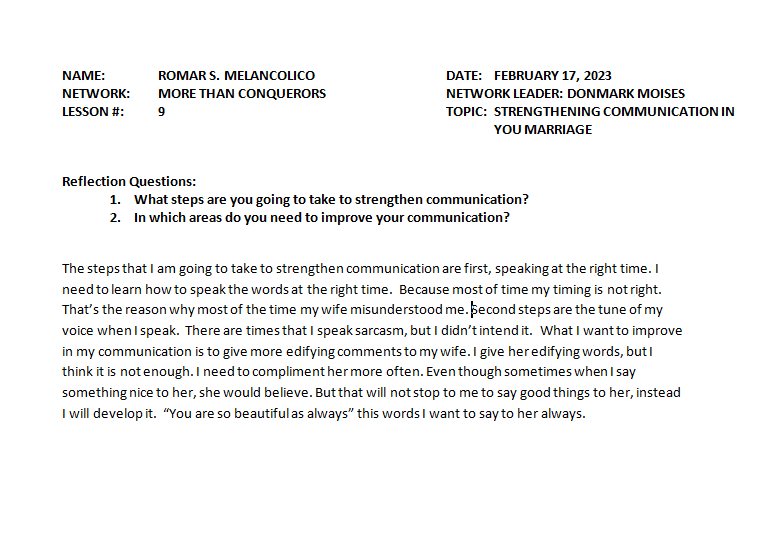 NAME: ROMAR S. MELANCOLICO DATE: FEBRUARY 17, 2023
NETWORK: MORE THAN CONQUERORS NETWORK LEADER: DONMARK MOISES
LESSON #: 9 TOPIC: STRENGTHENING COMMUNICATION IN
YOU MARRIAGE
Reflection Questions:
1. What steps are you going to take to strengthen communication?
2. In which areas do you need to improve your communication?
The steps that I am going to take to strengthen communication are first, speaking at the right time. I
need to learn how to speak the words at the right time. Because most of time my timing is not right.
That's the reason why most of the time my wife misunderstood me. Second steps are the tune of my
voice when I speak. There are times that I speak sarcasm, but I didn't intend it. What I want to improve
in my communication is to give more edifying comments to my wife. I give her edifying words, but I
think it is not enough. I need to compliment her more often. Even though sometimes when I say
something nice to her, she would believe. But that will not stop to me to say good things to her, instead
I will develop it. “You are so beautiful as always” this words I want to say to her always.